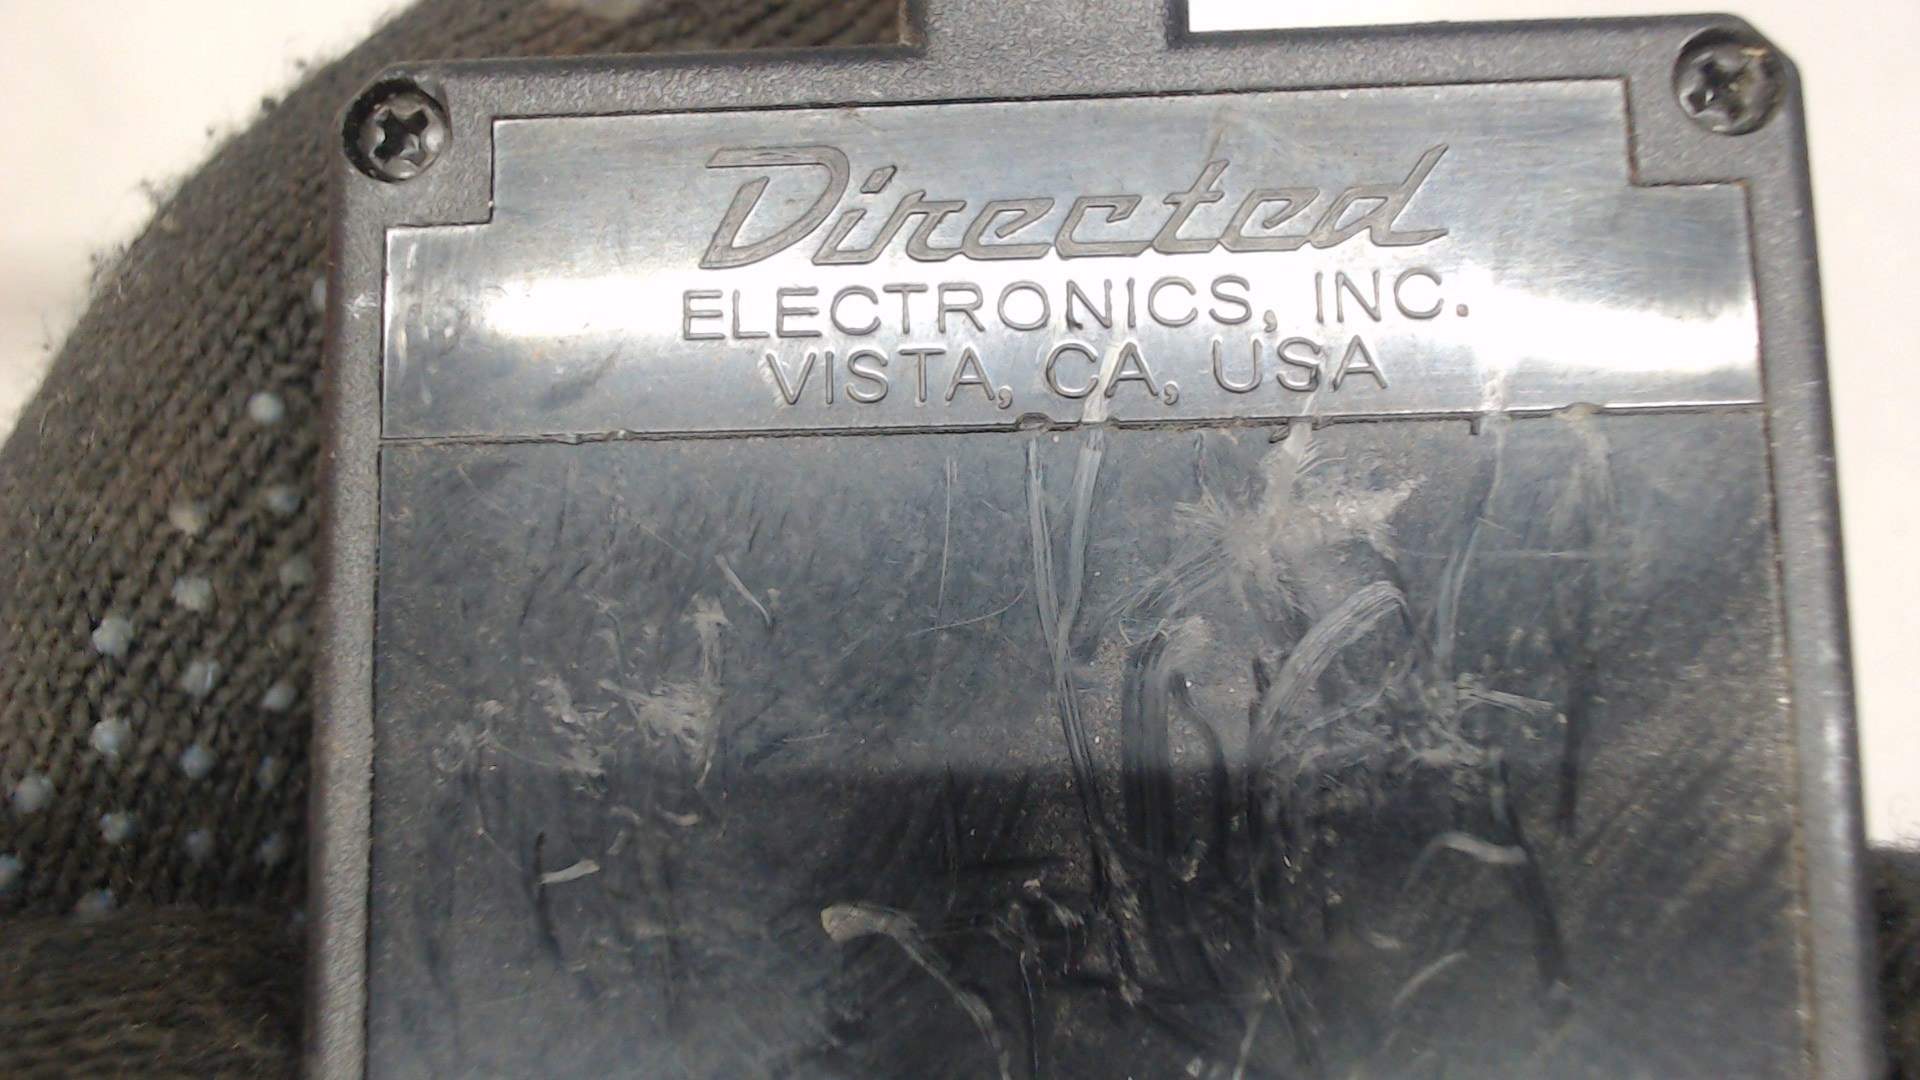 Directed
ELECTRONICS, INC.
VISTA, CA, USA